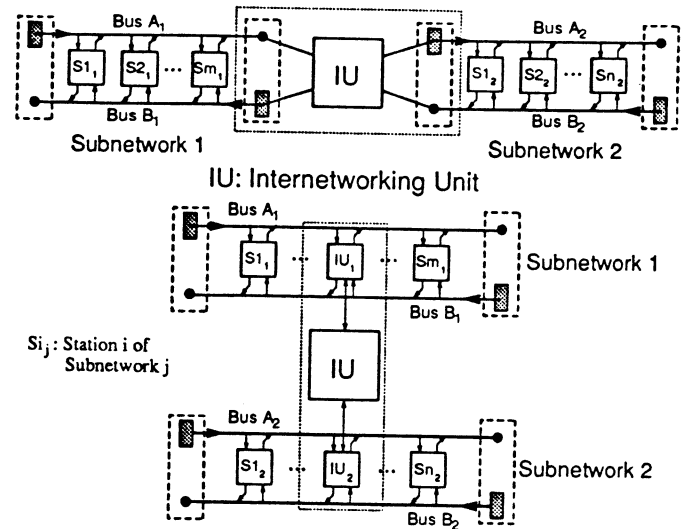 Bus A₁ Bus A₂
S1₁ S2₁ ... Sm₁ IU S1₂ S2₂ ... Sn₂
Bus B₁ Bus B₂
Subnetwork 1 Subnetwork 2
IU: Internetworking Unit
Bus A₁
S1₁ ... IU₁ ... Sm₁ Subnetwork 1
Bus B₁
Siⱼ: Station i of
Subnetwork j
IU
Bus A₂
S1₂ ... IU₂ ... Sn₂ Subnetwork 2
Bus B₂